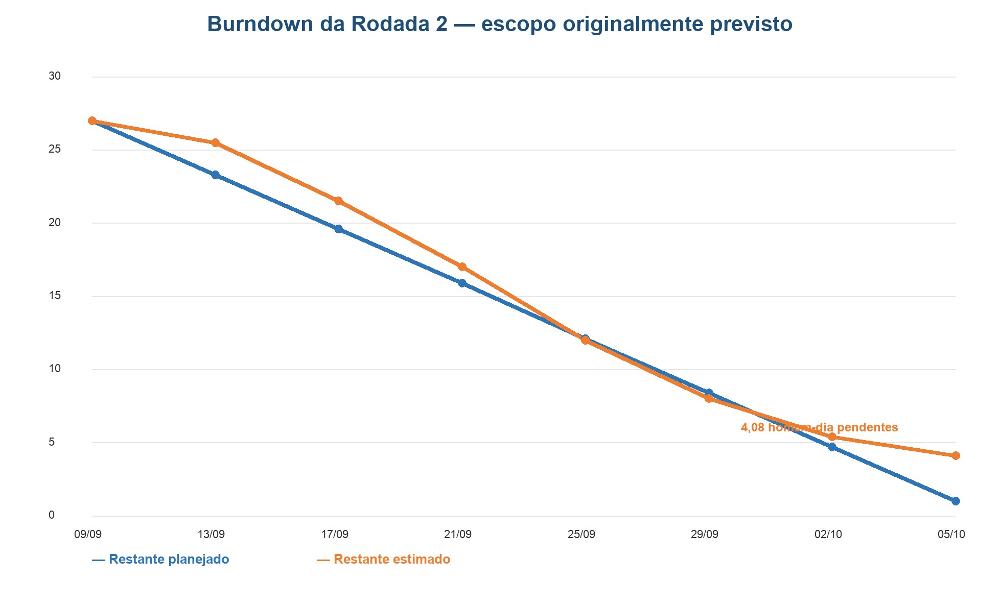 Burndown da Rodada 2 — escopo originalmente previsto
30
25
20
15
10
5
0
4,08 homem-dia pendentes
09/09 13/09 17/09 21/09 25/09 29/09 02/10 05/10
— Restante planejado — Restante estimado